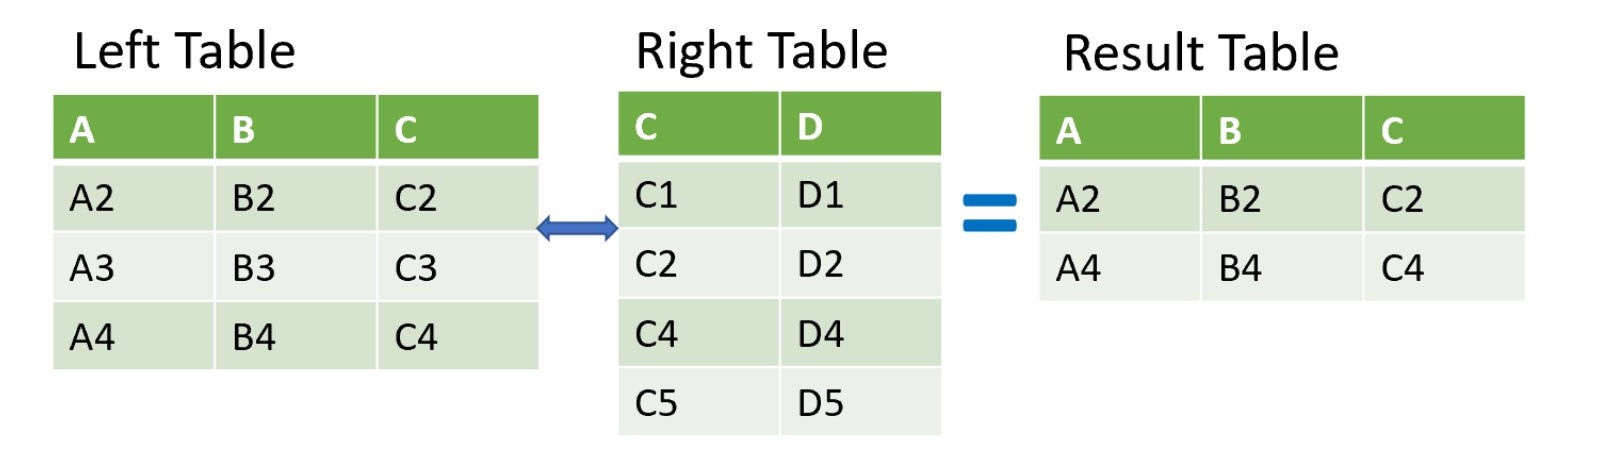 Left Table
A B C
A2 B2 C2
A3 B3 C3
A4 B4 C4
Right Table
C D
C1 D1
C2 D2
C4 D4
C5 D5
=
Result Table
A B C
A2 B2 C2
A4 B4 C4